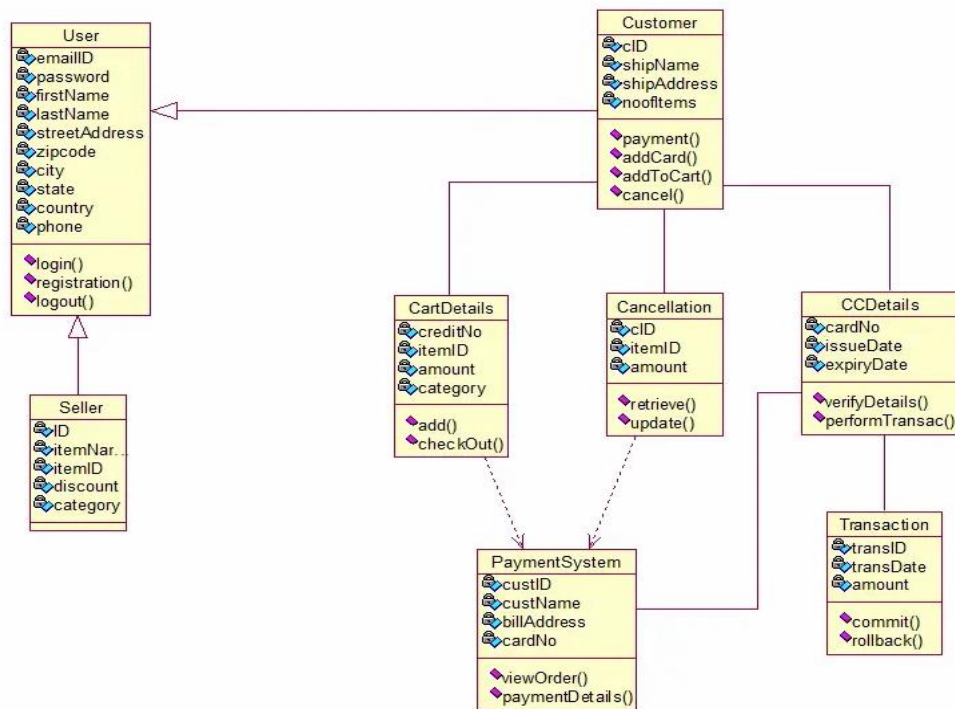 User
emailID
password
firstName
lastName
streetAddress
zipcode
city
state
country
phone
login()
registration()
logout()
Customer
cID
shipName
shipAddress
noofItems
payment()
addCard()
addToCart()
cancel()
CartDetails
creditNo
itemID
amount
category
add()
checkOut()
Cancellation
cID
itemID
amount
retrieve()
update()
CCDetails
cardNo
issueDate
expiryDate
verifyDetails()
performTransac()
Seller
ID
itemNar...
itemID
discount
category
PaymentSystem
custID
custName
billAddress
cardNo
viewOrder()
paymentDetails()
Transaction
transID
transDate
amount
commit()
rollback()